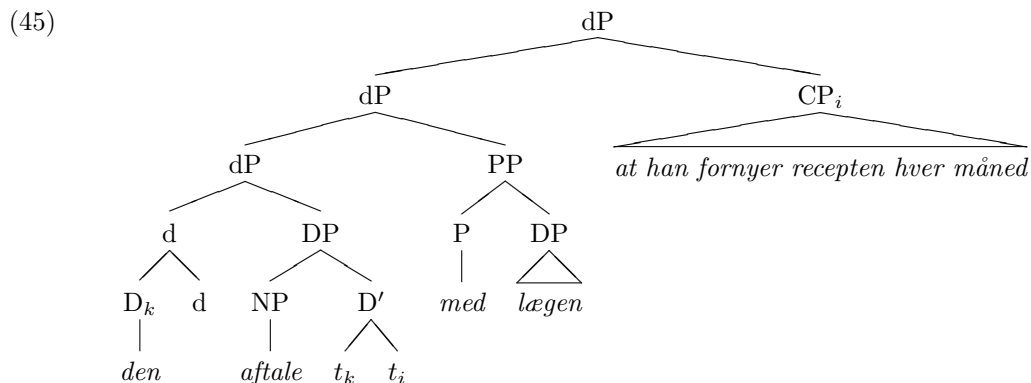 (45) dP
dP CP_i
dP PP at han fornyer recepten hver måned
d DP P DP
D_k d NP D′ med lægen
den aftale t_k t_i